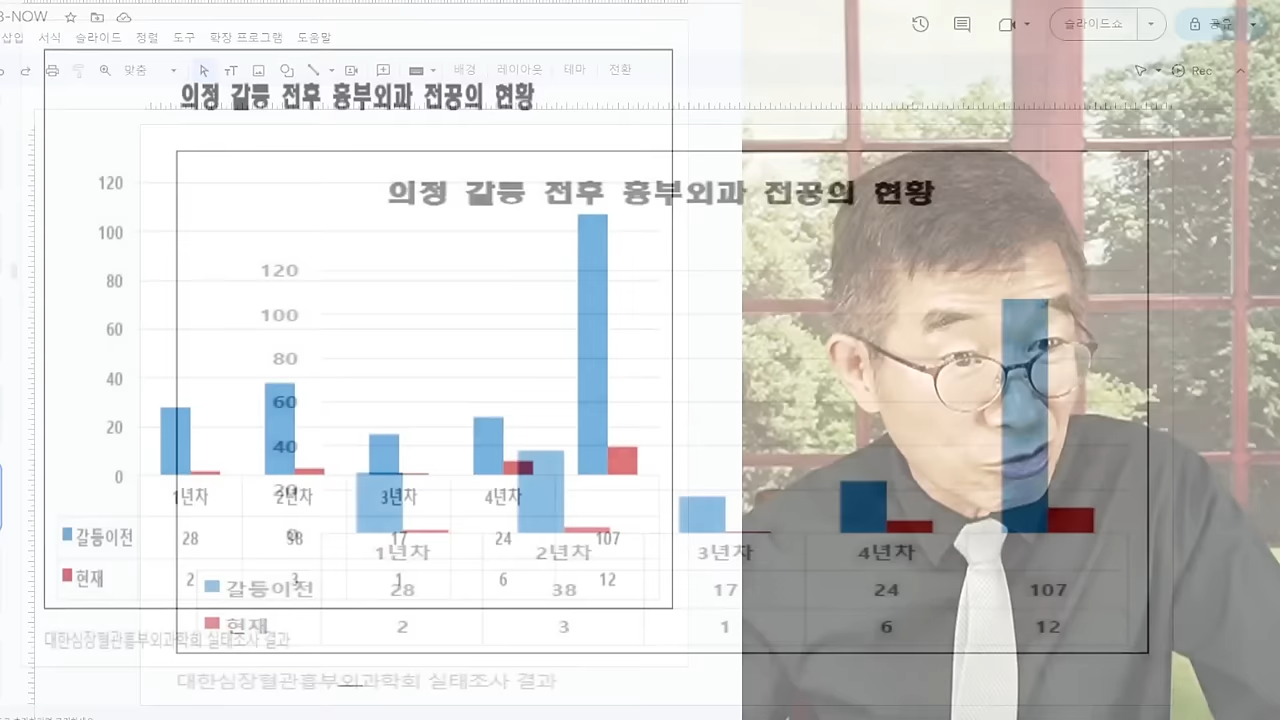 3-NOW
삽입 서식 슬라이드 정렬 도구 확장 프로그램 도움말
슬라이드쇼 공유
맞춤 배경 레이아웃 테마 전환 Rec
의정 갈등 전후 흉부외과 전공의 현황
120
100
80
60
40
20
0
1년차 2년차 3년차 4년차
갈등이전 28 38 17 24 107
현재 2 3 1 6 12
대한심장혈관흉부외과학회 실태조사 결과
의정 갈등 전후 흉부외과 전공의 현황
120
100
80
60
40
20
0
1년차 2년차 3년차 4년차
갈등이전 28 38 17 24 107
현재 2 3 1 6 12
대한심장혈관흉부외과학회 실태조사 결과